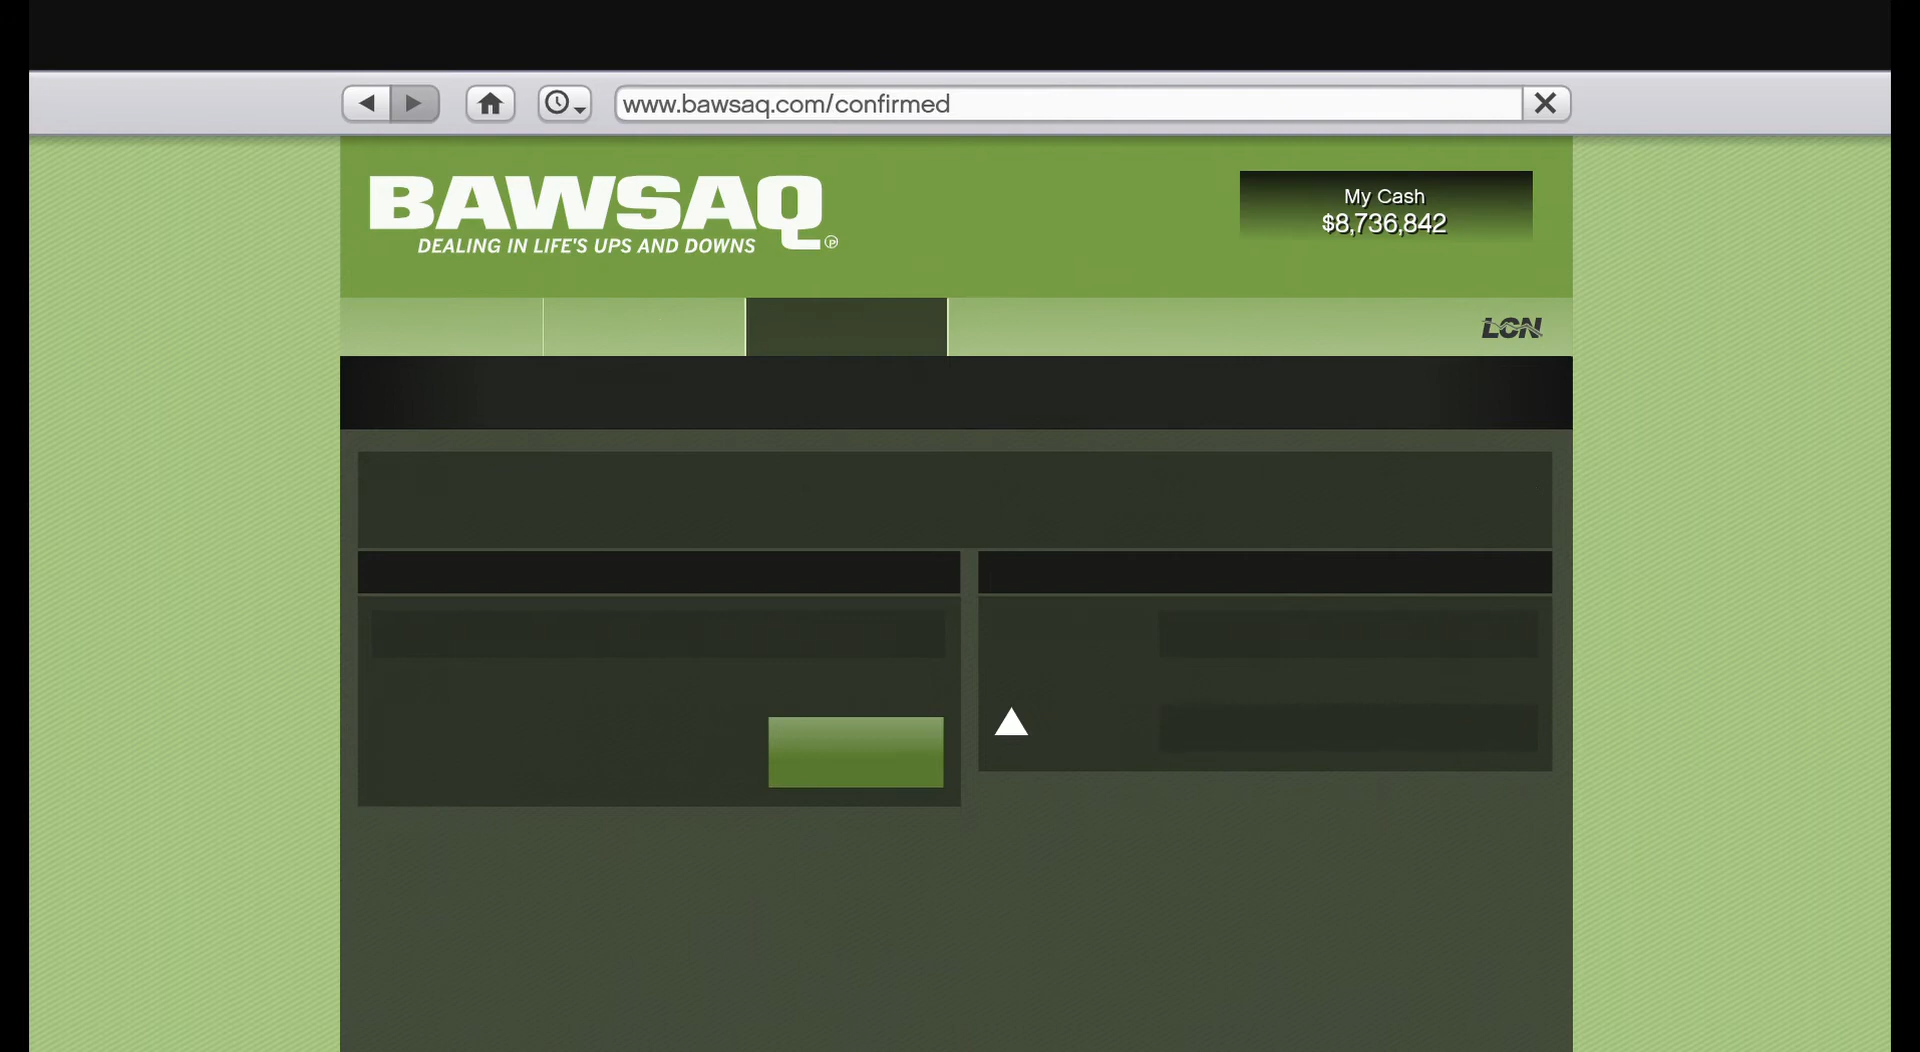 www.bawsaq.com/confirmed
BAWSAQ
DEALING IN LIFE'S UPS AND DOWNS
℗
My Cash
$8,736,842
LCN